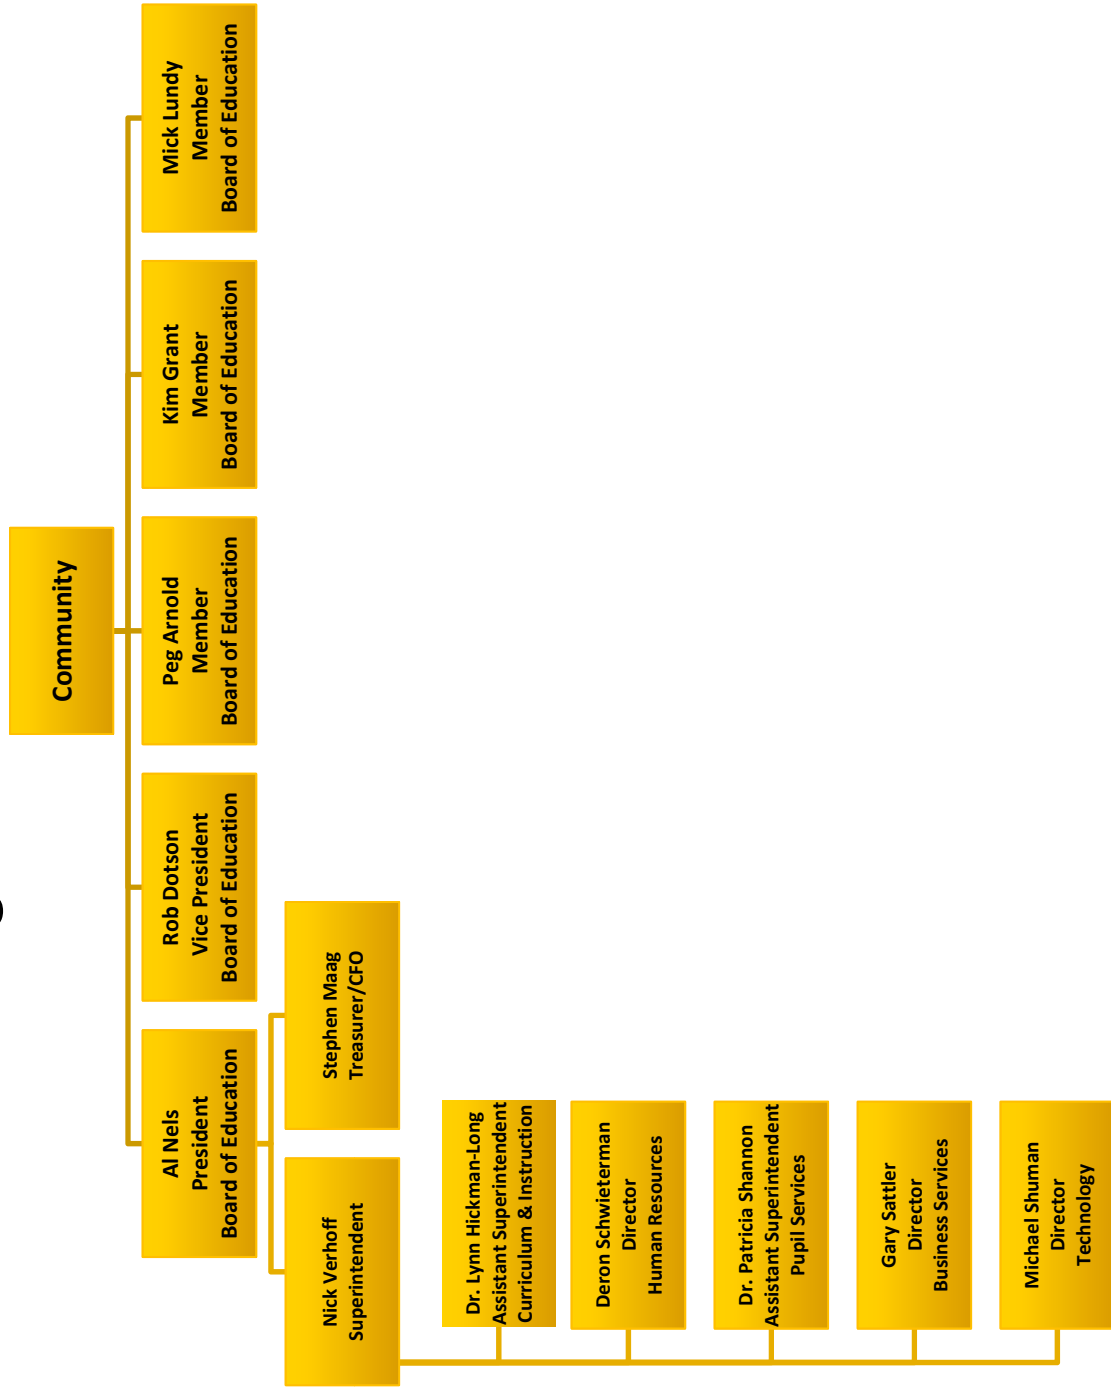 Community
Al Nels
President
Board of Education
Rob Dotson
Vice President
Board of Education
Peg Arnold
Member
Board of Education
Kim Grant
Member
Board of Education
Mick Lundy
Member
Board of Education
Nick Verhoff
Superintendent
Stephen Maag
Treasurer/CFO
Dr. Lynn Hickman-Long
Assistant Superintendent
Curriculum & Instruction
Deron Schwieterman
Director
Human Resources
Dr. Patricia Shannon
Assistant Superintendent
Pupil Services
Gary Sattler
Director
Business Services
Michael Shuman
Director
Technology